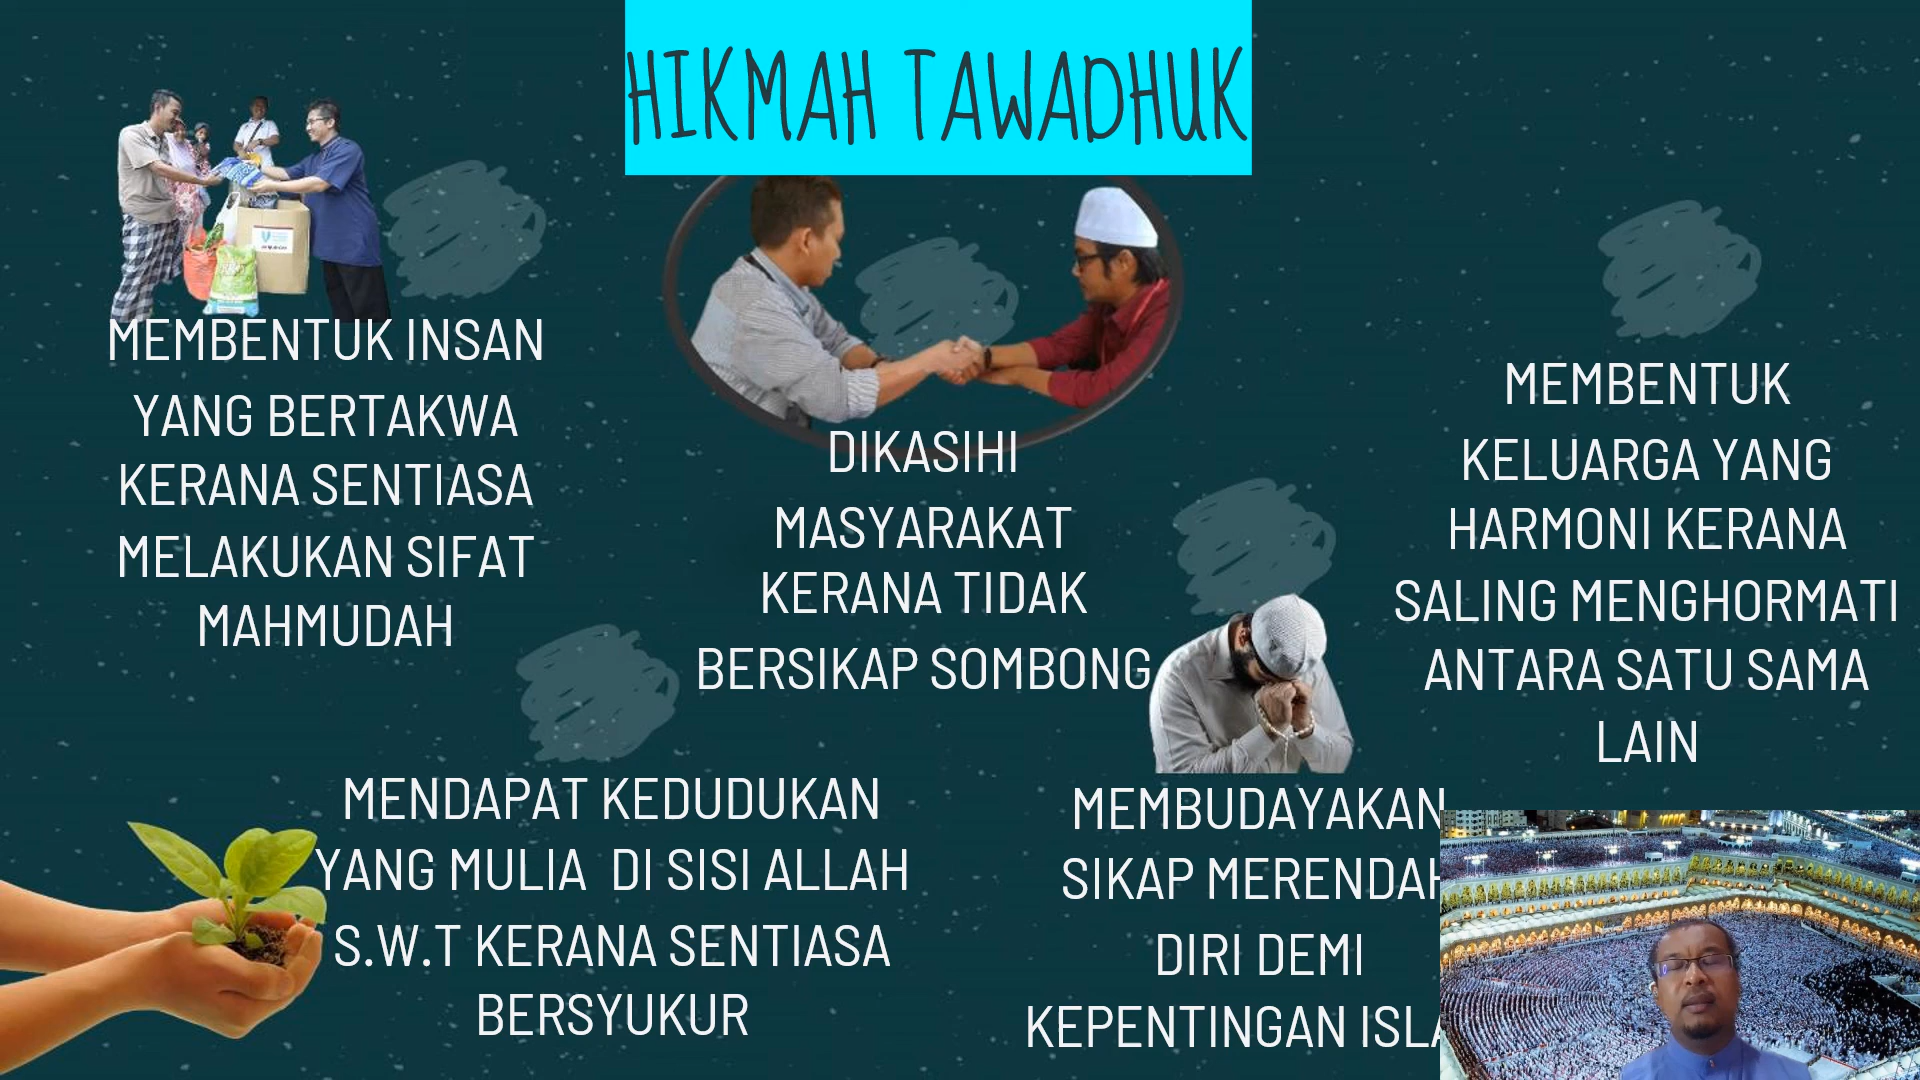 HIKMAH TAWADHUK
MEMBENTUK INSAN
YANG BERTAKWA
KERANA SENTIASA
MELAKUKAN SIFAT
MAHMUDAH
DIKASIHI
MASYARAKAT
KERANA TIDAK
BERSIKAP SOMBONG
MEMBENTUK
KELUARGA YANG
HARMONI KERANA
SALING MENGHORMATI
ANTARA SATU SAMA
LAIN
MENDAPAT KEDUDUKAN
YANG MULIA DI SISI ALLAH
S.W.T KERANA SENTIASA
BERSYUKUR
MEMBUDAYAKAN
SIKAP MERENDAH
DIRI DEMI
KEPENTINGAN ISLA